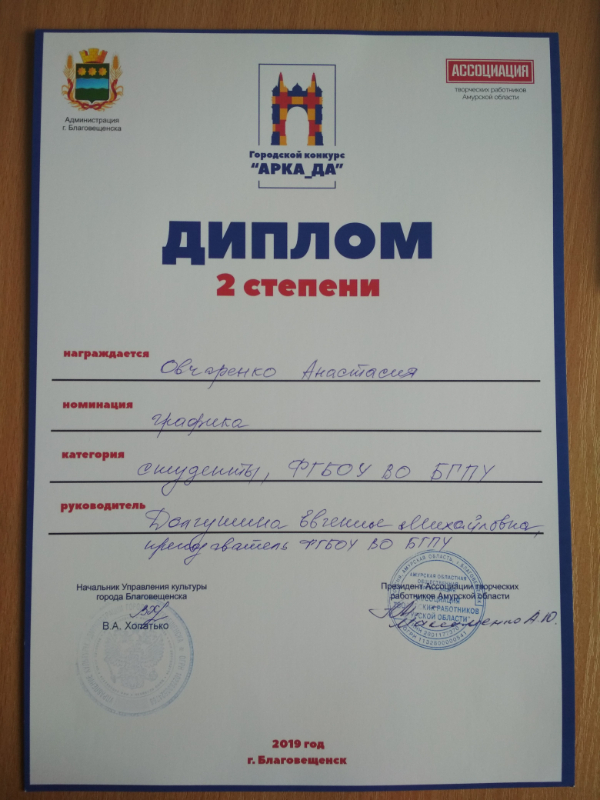 Администрация
г. Благовещенска
Городской конкурс
"АРКА_ДА"
АССОЦИАЦИЯ
творческих работников
Амурской области
ДИПЛОМ
2 степени
награждается Овчаренко Анастасия
номинация графика
категория студенты, ФГБОУ ВО БГПУ
руководитель Долгушина Евгения Михайловна,
преподаватель ФГБОУ ВО БГПУ
Начальник Управления культуры
города Благовещенска
В.А. Хопатько
Президент Ассоциации творческих
работников Амурской области
2019 год
г. Благовещенск